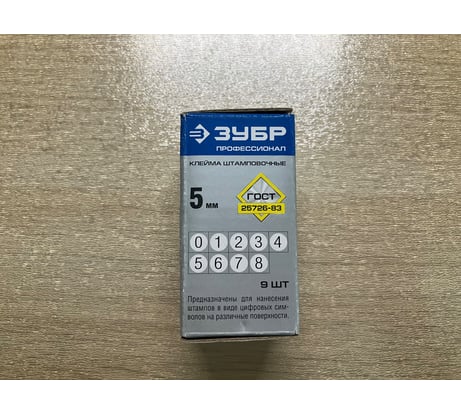 ЗУБР
ПРОФЕССИОНАЛ
КЛЕЙМА ШТАМПОВОЧНЫЕ
5 мм
ГОСТ
25726-83
0 1 2 3 4
5 6 7 8
9 ШТ
Предназначены для нанесения
штампов в виде цифровых сим-
волов на различные поверхности.